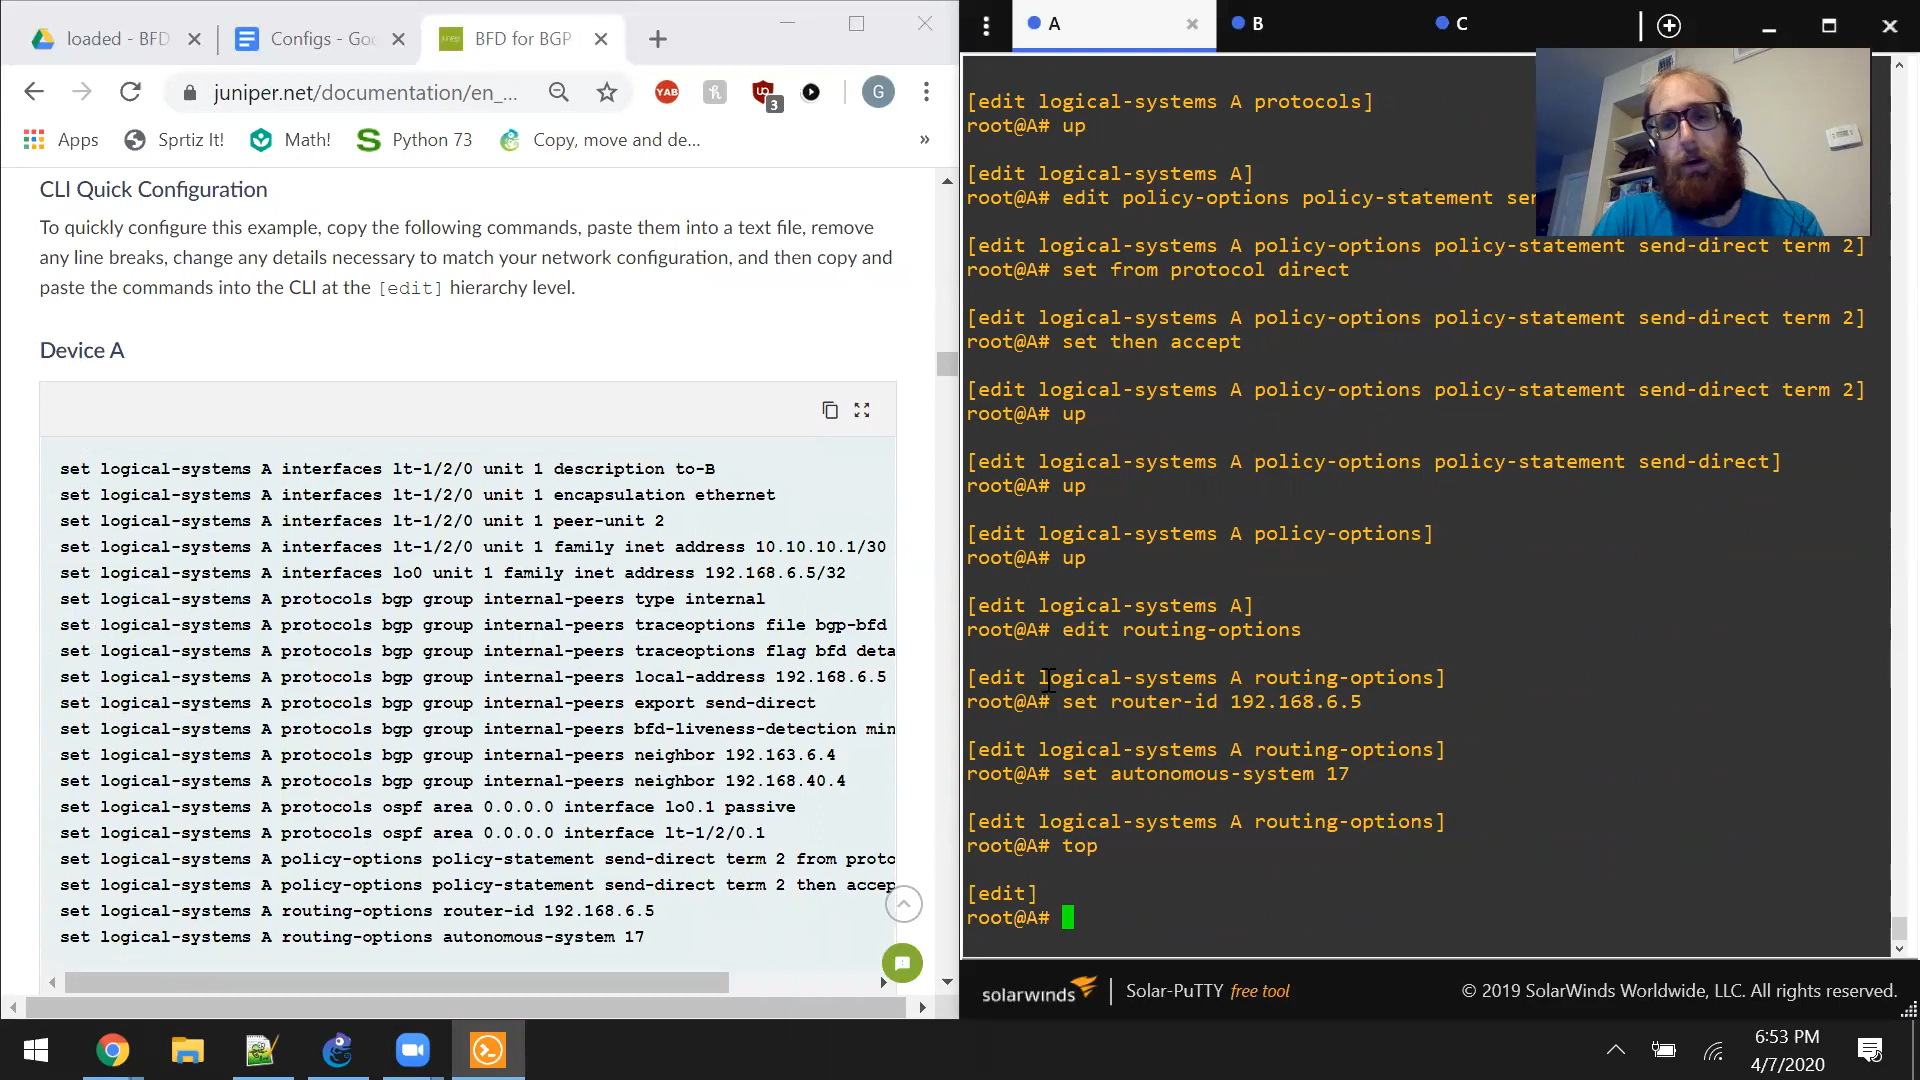 loaded - BFD
Configs - Goo
BFD for BGP
juniper.net/documentation/en_...
YAB
3
G
Apps
Sprtiz It!
Math!
Python 73
Copy, move and de...
»
CLI Quick Configuration
To quickly configure this example, copy the following commands, paste them into a text file, remove
any line breaks, change any details necessary to match your network configuration, and then copy and
paste the commands into the CLI at the [edit] hierarchy level.
Device A
set logical-systems A interfaces lt-1/2/0 unit 1 description to-B
set logical-systems A interfaces lt-1/2/0 unit 1 encapsulation ethernet
set logical-systems A interfaces lt-1/2/0 unit 1 peer-unit 2
set logical-systems A interfaces lt-1/2/0 unit 1 family inet address 10.10.10.1/30
set logical-systems A interfaces lo0 unit 1 family inet address 192.168.6.5/32
set logical-systems A protocols bgp group internal-peers type internal
set logical-systems A protocols bgp group internal-peers traceoptions file bgp-bfd
set logical-systems A protocols bgp group internal-peers traceoptions flag bfd deta
set logical-systems A protocols bgp group internal-peers local-address 192.168.6.5
set logical-systems A protocols bgp group internal-peers export send-direct
set logical-systems A protocols bgp group internal-peers bfd-liveness-detection min
set logical-systems A protocols bgp group internal-peers neighbor 192.163.6.4
set logical-systems A protocols bgp group internal-peers neighbor 192.168.40.4
set logical-systems A protocols ospf area 0.0.0.0 interface lo0.1 passive
set logical-systems A protocols ospf area 0.0.0.0 interface lt-1/2/0.1
set logical-systems A policy-options policy-statement send-direct term 2 from proto
set logical-systems A policy-options policy-statement send-direct term 2 then accep
set logical-systems A routing-options router-id 192.168.6.5
set logical-systems A routing-options autonomous-system 17
A
B
C
[edit logical-systems A protocols]
root@A# up
[edit logical-systems A]
root@A# edit policy-options policy-statement sen
[edit logical-systems A policy-options policy-statement send-direct term 2]
root@A# set from protocol direct
[edit logical-systems A policy-options policy-statement send-direct term 2]
root@A# set then accept
[edit logical-systems A policy-options policy-statement send-direct term 2]
root@A# up
[edit logical-systems A policy-options policy-statement send-direct]
root@A# up
[edit logical-systems A policy-options]
root@A# up
[edit logical-systems A]
root@A# edit routing-options
[edit logical-systems A routing-options]
root@A# set router-id 192.168.6.5
[edit logical-systems A routing-options]
root@A# set autonomous-system 17
[edit logical-systems A routing-options]
root@A# top
[edit]
root@A#
solarwinds
Solar-PuTTY free tool
© 2019 SolarWinds Worldwide, LLC. All rights reserved.
6:53 PM
4/7/2020